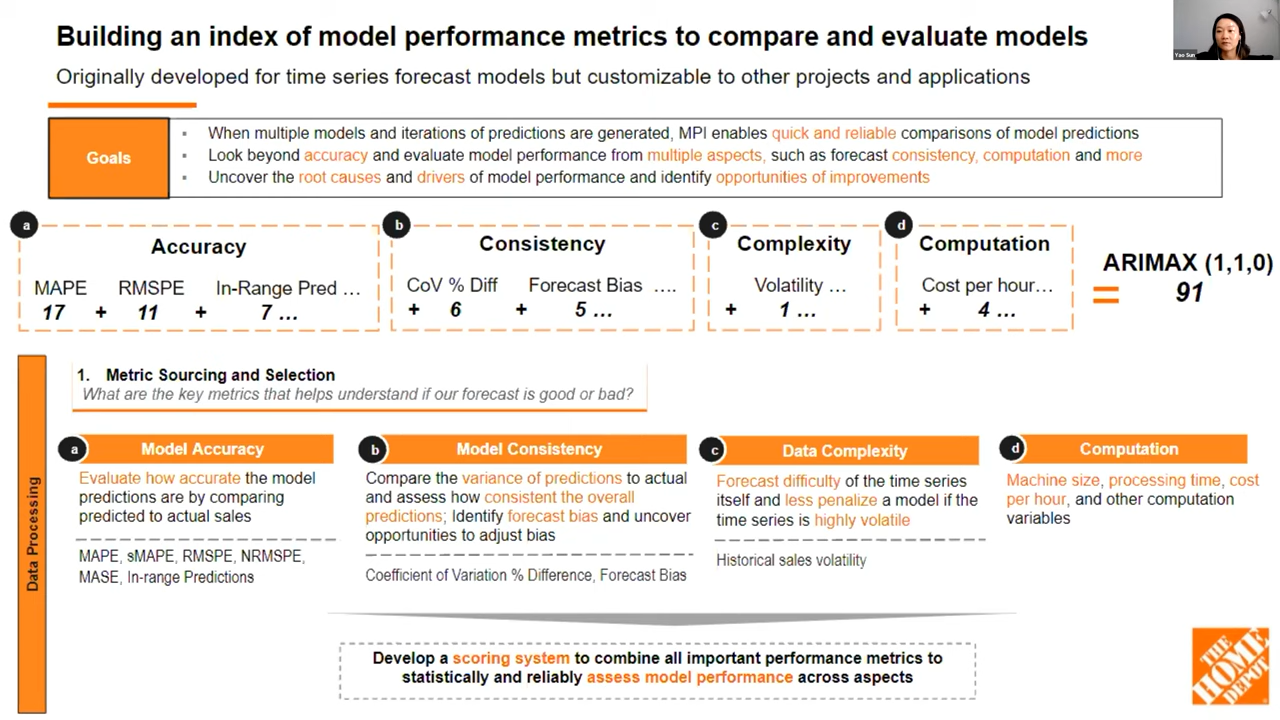 Building an index of model performance metrics to compare and evaluate models
Originally developed for time series forecast models but customizable to other projects and applications
Yao Sun
Goals
▪ When multiple models and iterations of predictions are generated, MPI enables quick and reliable comparisons of model predictions
▪ Look beyond accuracy and evaluate model performance from multiple aspects, such as forecast consistency, computation and more
▪ Uncover the root causes and drivers of model performance and identify opportunities of improvements
a
Accuracy
MAPE RMSPE In-Range Pred …
17 + 11 + 7 …
b
Consistency
CoV % Diff Forecast Bias ….
+ 6 + 5 …
c
Complexity
Volatility …
+ 1 …
d
Computation
Cost per hour…
+ 4 …
=
ARIMAX (1,1,0)
91
Data Processing
1. Metric Sourcing and Selection
What are the key metrics that helps understand if our forecast is good or bad?
a
Model Accuracy
Evaluate how accurate the model
predictions are by comparing
predicted to actual sales
MAPE, sMAPE, RMSPE, NRMSPE,
MASE, In-range Predictions
b
Model Consistency
Compare the variance of predictions to actual
and assess how consistent the overall
predictions; Identify forecast bias and uncover
opportunities to adjust bias
Coefficient of Variation % Difference, Forecast Bias
c
Data Complexity
Forecast difficulty of the time series
itself and less penalize a model if the
time series is highly volatile
Historical sales volatility
d
Computation
Machine size, processing time, cost
per hour, and other computation
variables
Develop a scoring system to combine all important performance metrics to
statistically and reliably assess model performance across aspects
THE
HOME
DEPOT